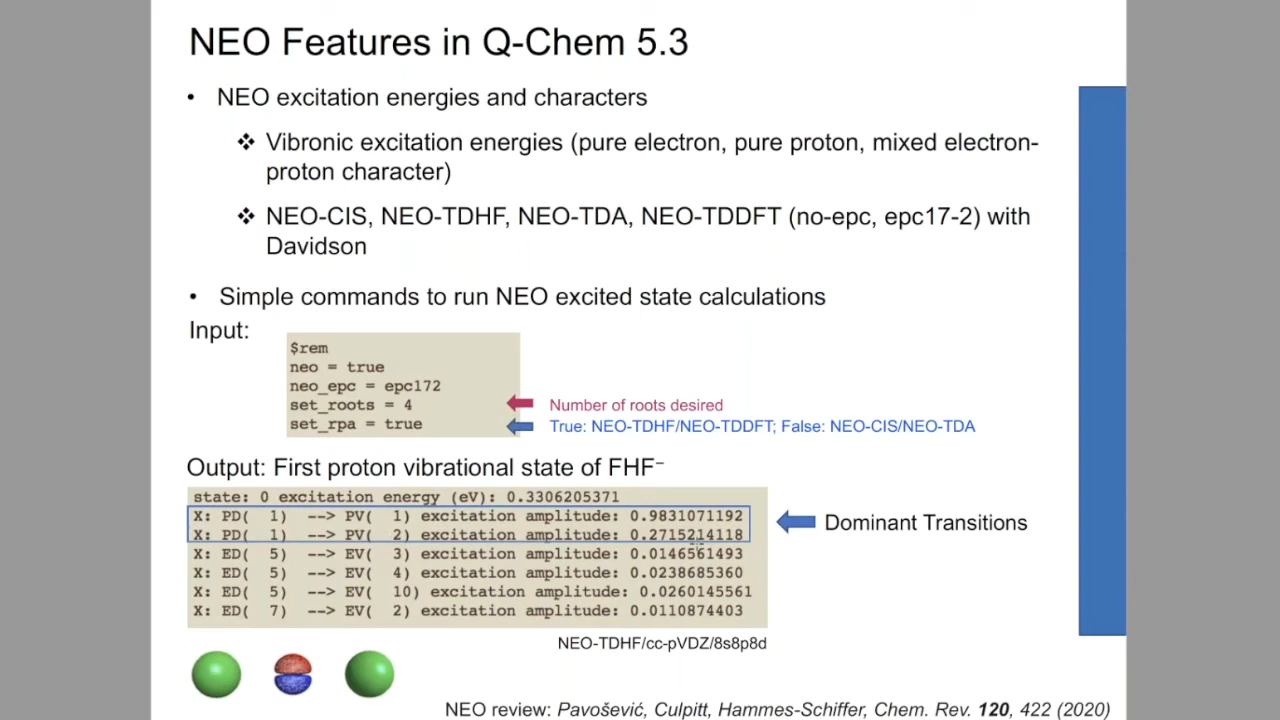 NEO Features in Q-Chem 5.3
• NEO excitation energies and characters
❖ Vibronic excitation energies (pure electron, pure proton, mixed electron-
proton character)
❖ NEO-CIS, NEO-TDHF, NEO-TDA, NEO-TDDFT (no-epc, epc17-2) with
Davidson
• Simple commands to run NEO excited state calculations
Input:
$rem
neo = true
neo_epc = epc172
set_roots = 4
Number of roots desired
set_rpa = true
True: NEO-TDHF/NEO-TDDFT; False: NEO-CIS/NEO-TDA
Output: First proton vibrational state of FHF⁻
state: 0 excitation energy (eV): 0.3306205371
X: PD( 1) --> PV( 1) excitation amplitude: 0.9831071192
X: PD( 1) --> PV( 2) excitation amplitude: 0.2715214118
Dominant Transitions
X: ED( 5) --> EV( 3) excitation amplitude: 0.0146561493
X: ED( 5) --> EV( 4) excitation amplitude: 0.0238685360
X: ED( 5) --> EV( 10) excitation amplitude: 0.0260145561
X: ED( 7) --> EV( 2) excitation amplitude: 0.0110874403
NEO-TDHF/cc-pVDZ/8s8p8d
NEO review: Pavošević, Culpitt, Hammes-Schiffer, Chem. Rev. 120, 422 (2020)